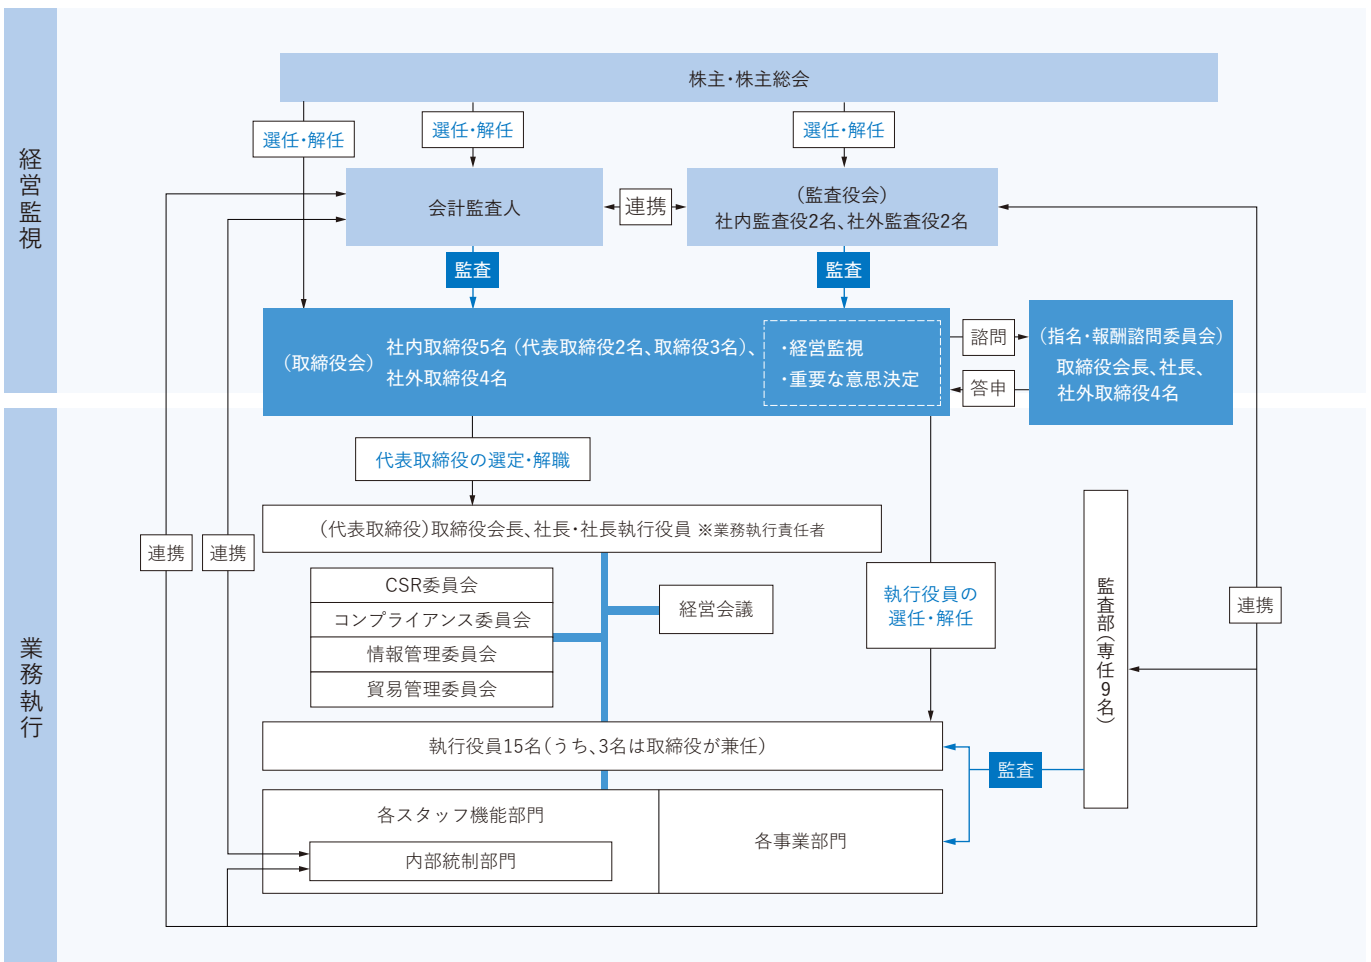 経営監視
株主・株主総会
選任・解任
選任・解任
選任・解任
会計監査人
連携
（監査役会）
社内監査役2名、社外監査役2名
監査
監査
（取締役会）
社内取締役5名（代表取締役2名、取締役3名）、
社外取締役4名
・経営監視
・重要な意思決定
諮問
答申
（指名・報酬諮問委員会）
取締役会長、社長、
社外取締役4名
業務執行
代表取締役の選定・解職
（代表取締役）取締役会長、社長・社長執行役員 ※業務執行責任者
連携
連携
CSR委員会
コンプライアンス委員会
情報管理委員会
貿易管理委員会
経営会議
執行役員の
選任・解任
監査部（専任9名）
連携
執行役員15名（うち、3名は取締役が兼任）
監査
各スタッフ機能部門
内部統制部門
各事業部門